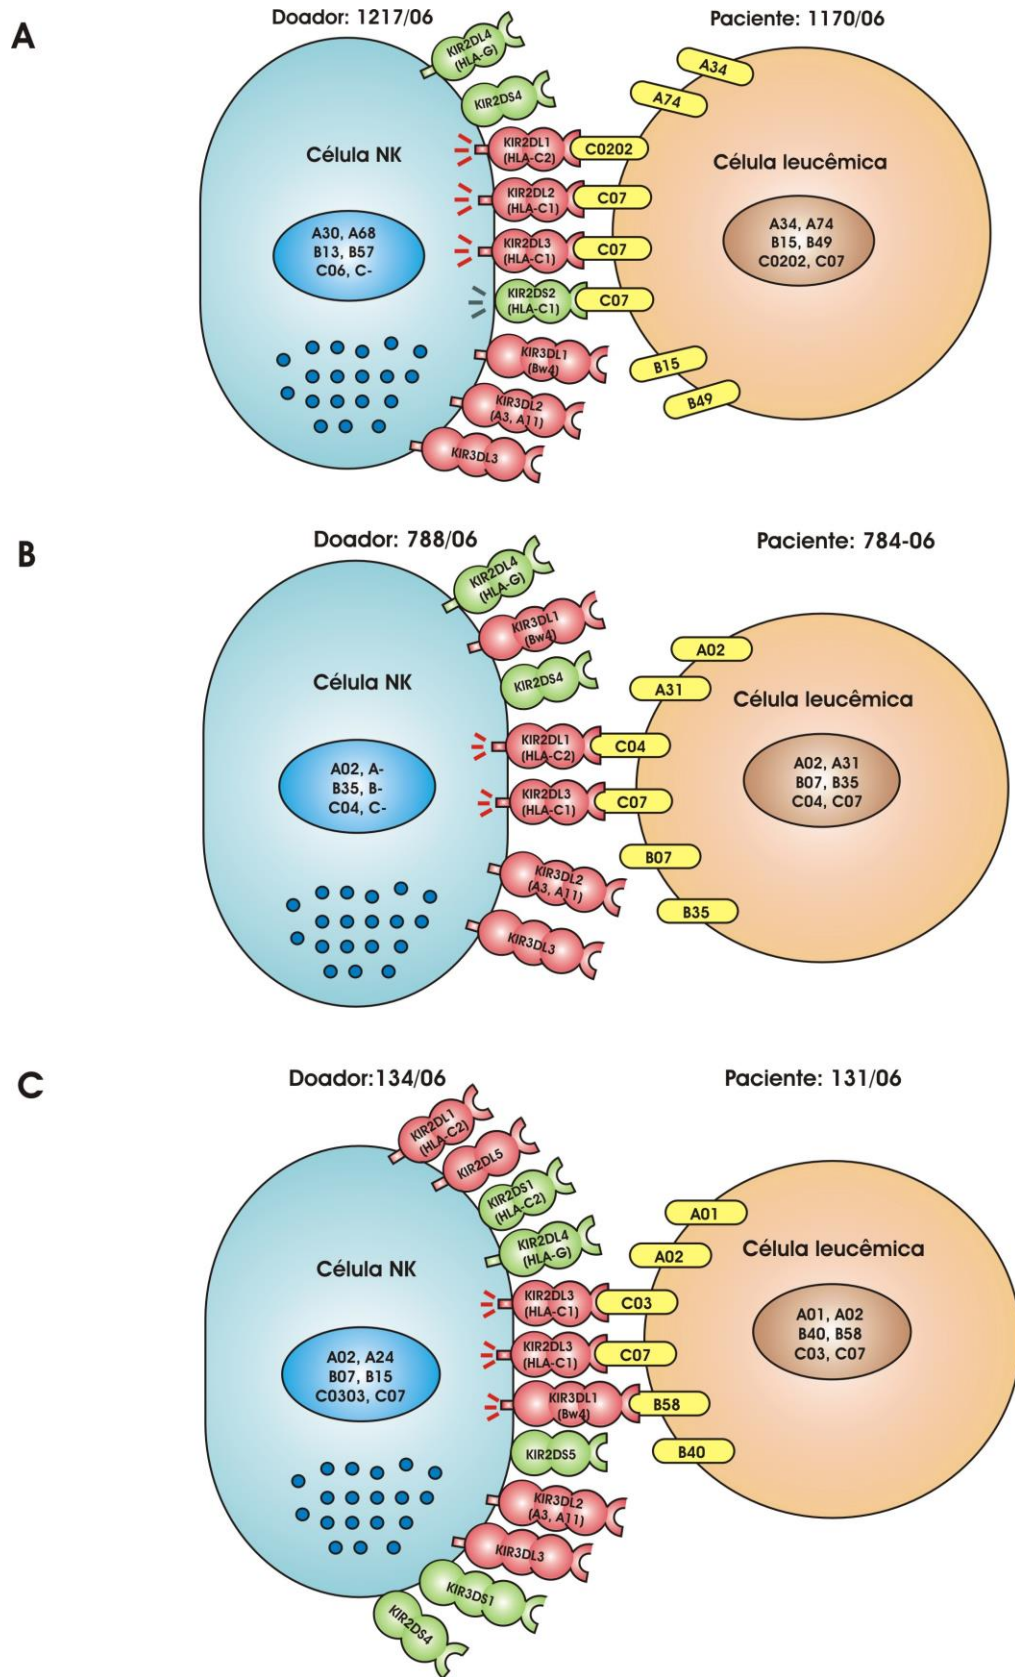 A
Doador: 1217/06
Paciente: 1170/06
KIR2DL4
(HLA-G)
KIR2DS4
KIR2DL1
(HLA-C2)
KIR2DL2
(HLA-C1)
KIR2DL3
(HLA-C1)
KIR2DS2
(HLA-C1)
KIR3DL1
(Bw4)
KIR3DL2
(A3, A11)
KIR3DL3
Célula NK
A30, A68
B13, B57
C06, C-
A34
A74
C0202
C07
C07
C07
B15
B49
Célula leucêmica
A34, A74
B15, B49
C0202, C07
B
Doador: 788/06
Paciente: 784-06
KIR2DL4
(HLA-G)
KIR3DL1
(Bw4)
KIR2DS4
KIR2DL1
(HLA-C2)
KIR2DL3
(HLA-C1)
KIR3DL2
(A3, A11)
KIR3DL3
Célula NK
A02, A-
B35, B-
C04, C-
A02
A31
C04
C07
B07
B35
Célula leucêmica
A02, A31
B07, B35
C04, C07
C
Doador:134/06
Paciente: 131/06
KIR2DL1
(HLA-C2)
KIR2DL5
KIR2DS1
(HLA-C2)
KIR2DL4
(HLA-G)
KIR2DL3
(HLA-C1)
KIR2DL3
(HLA-C1)
KIR3DL1
(Bw4)
KIR2DS5
KIR3DL2
(A3, A11)
KIR3DL3
KIR3DS1
KIR2DS4
Célula NK
A02, A24
B07, B15
C0303, C07
A01
A02
C03
C07
B58
B40
Célula leucêmica
A01, A02
B40, B58
C03, C07